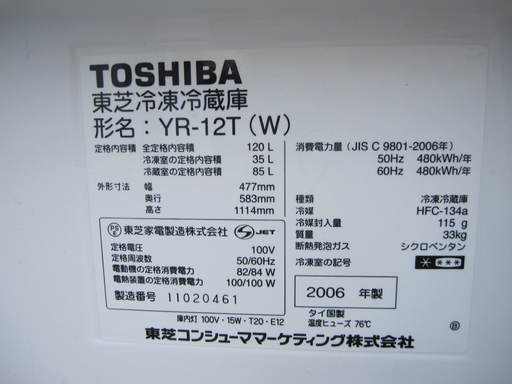 TOSHIBA
東芝冷凍冷蔵庫
形名：YR-12T (W)
定格内容積 全定格内容積 120 L
冷凍室の定格内容積 35 L
冷蔵室の定格内容積 85 L
外形寸法 幅 477mm
奥行 583mm
高さ 1114mm
東芝家電製造株式会社 JET
定格電圧 100V
定格周波数 50/60Hz
電動機の定格消費電力 82/84 W
電熱装置の定格消費電力 100/100 W
製造番号 11020461
消費電力量 (JIS C 9801-2006年)
50Hz 480kWh/年
60Hz 480kWh/年
種類 冷凍冷蔵庫
冷媒 HFC-134a
冷媒封入量 115 g
質量 33kg
断熱発泡ガス シクロペンタン
冷凍室の記号
2006 年製
タイ国製
庫内灯 100V・15W・T20・E12
温度ヒューズ 76℃
B
東芝コンシューママーケティング株式会社